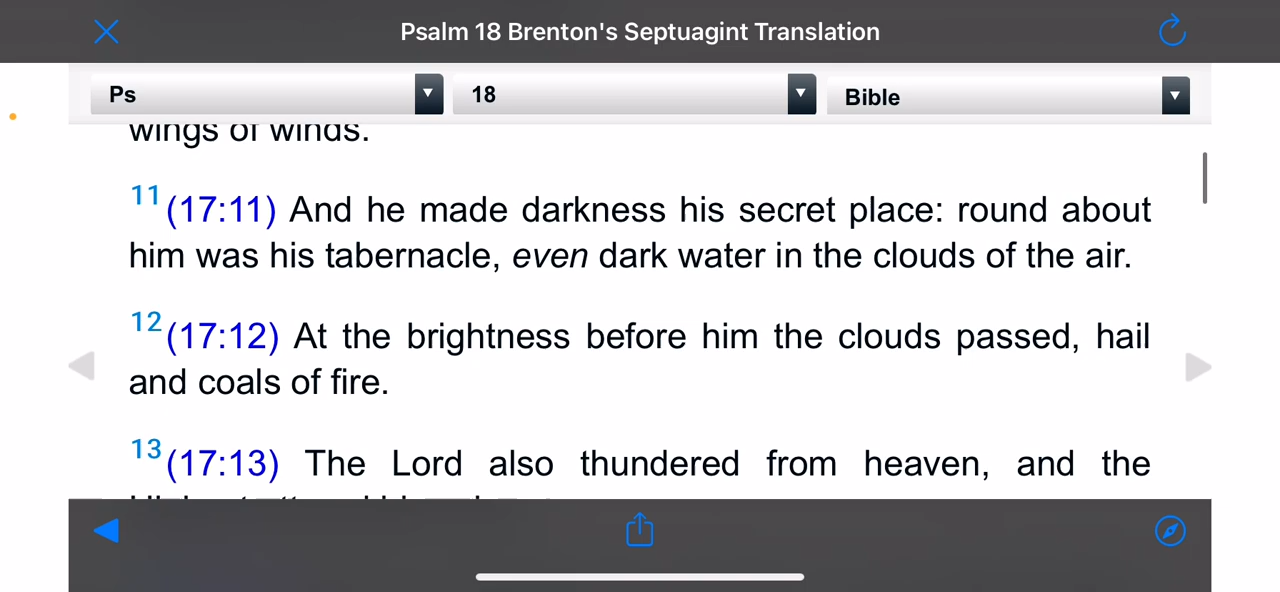 Psalm 18 Brenton's Septuagint Translation
Ps 18 Bible
wings of winds.
11 (17:11) And he made darkness his secret place: round about
him was his tabernacle, even dark water in the clouds of the air.
12 (17:12) At the brightness before him the clouds passed, hail
and coals of fire.
13 (17:13) The Lord also thundered from heaven, and the